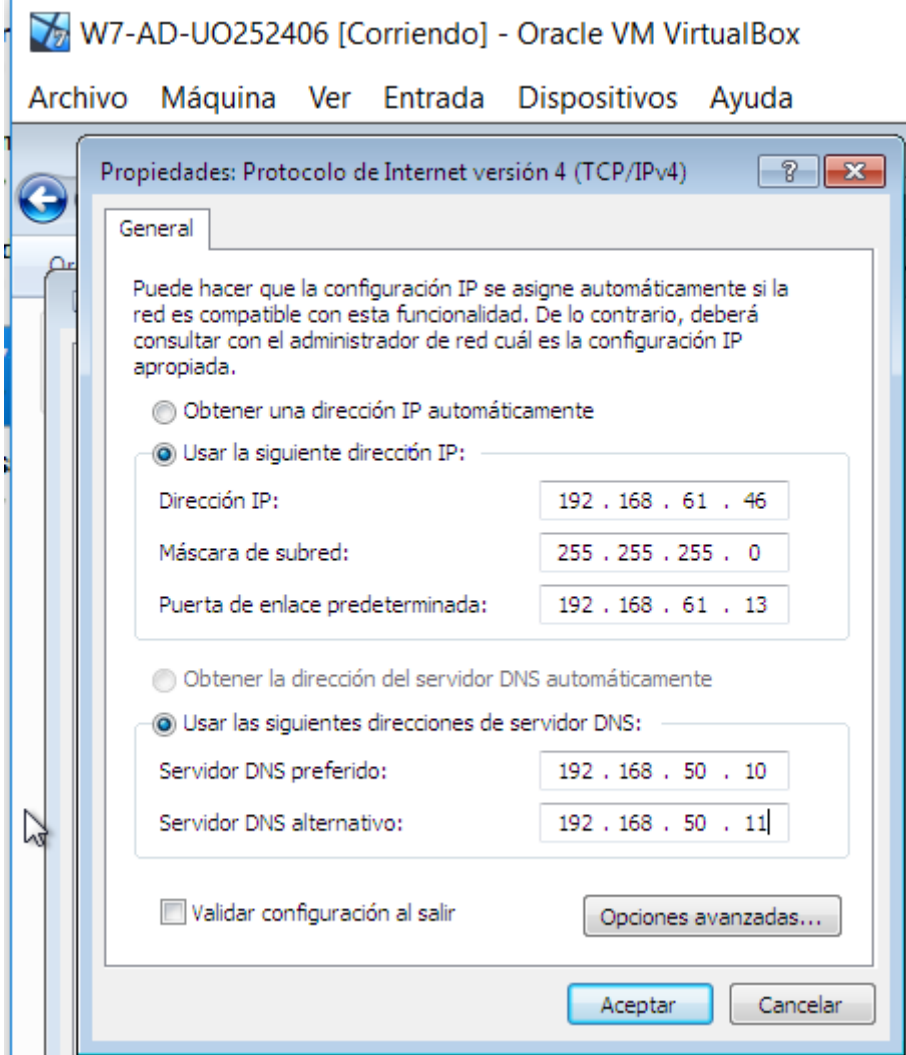 W7-AD-UO252406 [Corriendo] - Oracle VM VirtualBox
Archivo Máquina Ver Entrada Dispositivos Ayuda
Propiedades: Protocolo de Internet versión 4 (TCP/IPv4)
General
Puede hacer que la configuración IP se asigne automáticamente si la
red es compatible con esta funcionalidad. De lo contrario, deberá
consultar con el administrador de red cuál es la configuración IP
apropiada.
Obtener una dirección IP automáticamente
Usar la siguiente dirección IP:
Dirección IP: 192 . 168 . 61 . 46
Máscara de subred: 255 . 255 . 255 . 0
Puerta de enlace predeterminada: 192 . 168 . 61 . 13
Obtener la dirección del servidor DNS automáticamente
Usar las siguientes direcciones de servidor DNS:
Servidor DNS preferido: 192 . 168 . 50 . 10
Servidor DNS alternativo: 192 . 168 . 50 . 11
Validar configuración al salir
Opciones avanzadas...
Aceptar Cancelar